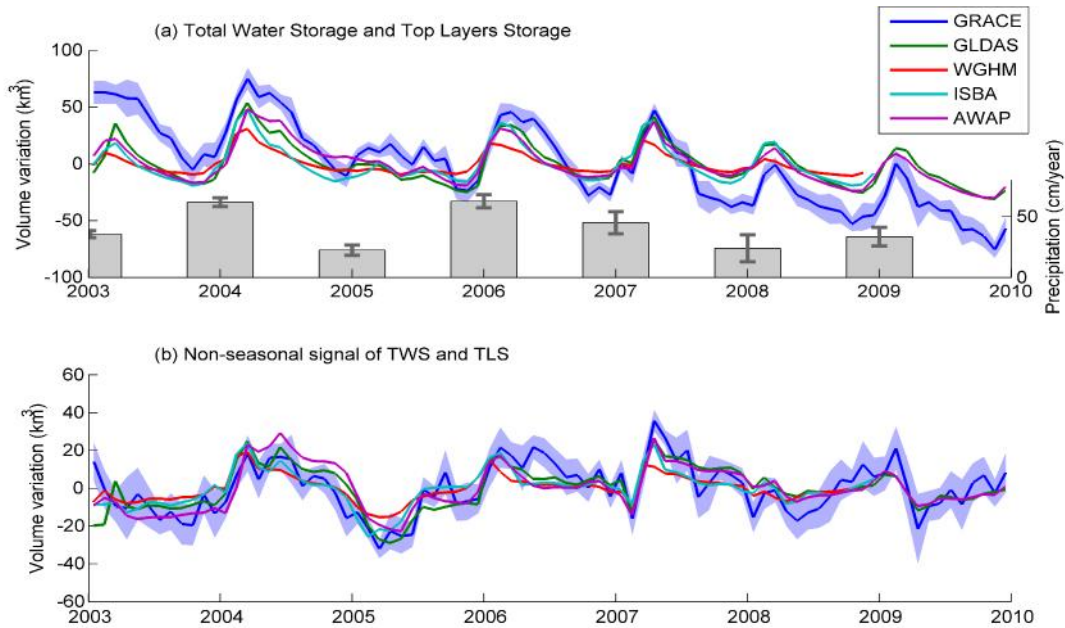 (a) Total Water Storage and Top Layers Storage
GRACE
GLDAS
WGHM
ISBA
AWAP
Volume variation (km³)
100
50
0
-50
-100
50
0
Precipitation (cm/year)
2003 2004 2005 2006 2007 2008 2009 2010
(b) Non-seasonal signal of TWS and TLS
Volume variation (km³)
60
40
20
0
-20
-40
-60
2003 2004 2005 2006 2007 2008 2009 2010